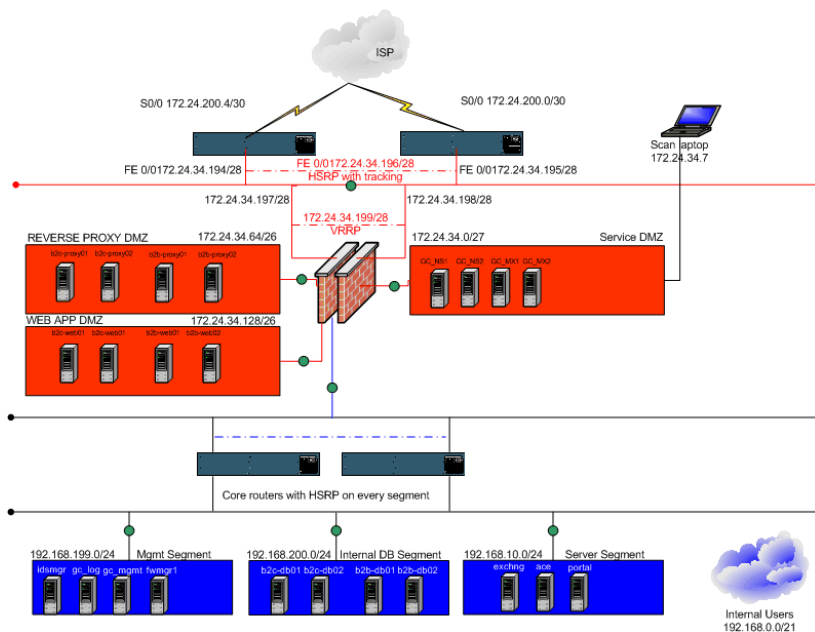 ISP
S0/0 172.24.200.4/30
S0/0 172.24.200.0/30
FE 0/0172.24.34.194/28
FE 0/0172.24.34.196/28
HSRP with tracking
FE 0/0172.24.34.195/28
Scan laptop
172.24.34.7
172.24.34.197/28
172.24.34.198/28
172.24.34.199/28
VRRP
REVERSE PROXY DMZ
172.24.34.64/26
b2c-proxy01 b2c-proxy02 b2b-proxy01 b2b-proxy02
172.24.34.0/27
Service DMZ
GC_NS1 GC_NS2 GC_MX1 GC_MX2
WEB APP DMZ
172.24.34.128/26
b2c-web01 b2c-web01 b2b-web01 b2b-web02
Core routers with HSRP on every segment
192.168.199.0/24 Mgmt Segment
idsmgr gc_log gc_mgmt fwmgr1
192.168.200.0/24 Internal DB Segment
b2c-db01 b2c-db02 b2b-db01 b2b-db02
192.168.10.0/24 Server Segment
exchng ace portal
Internal Users
192.168.0.0/21